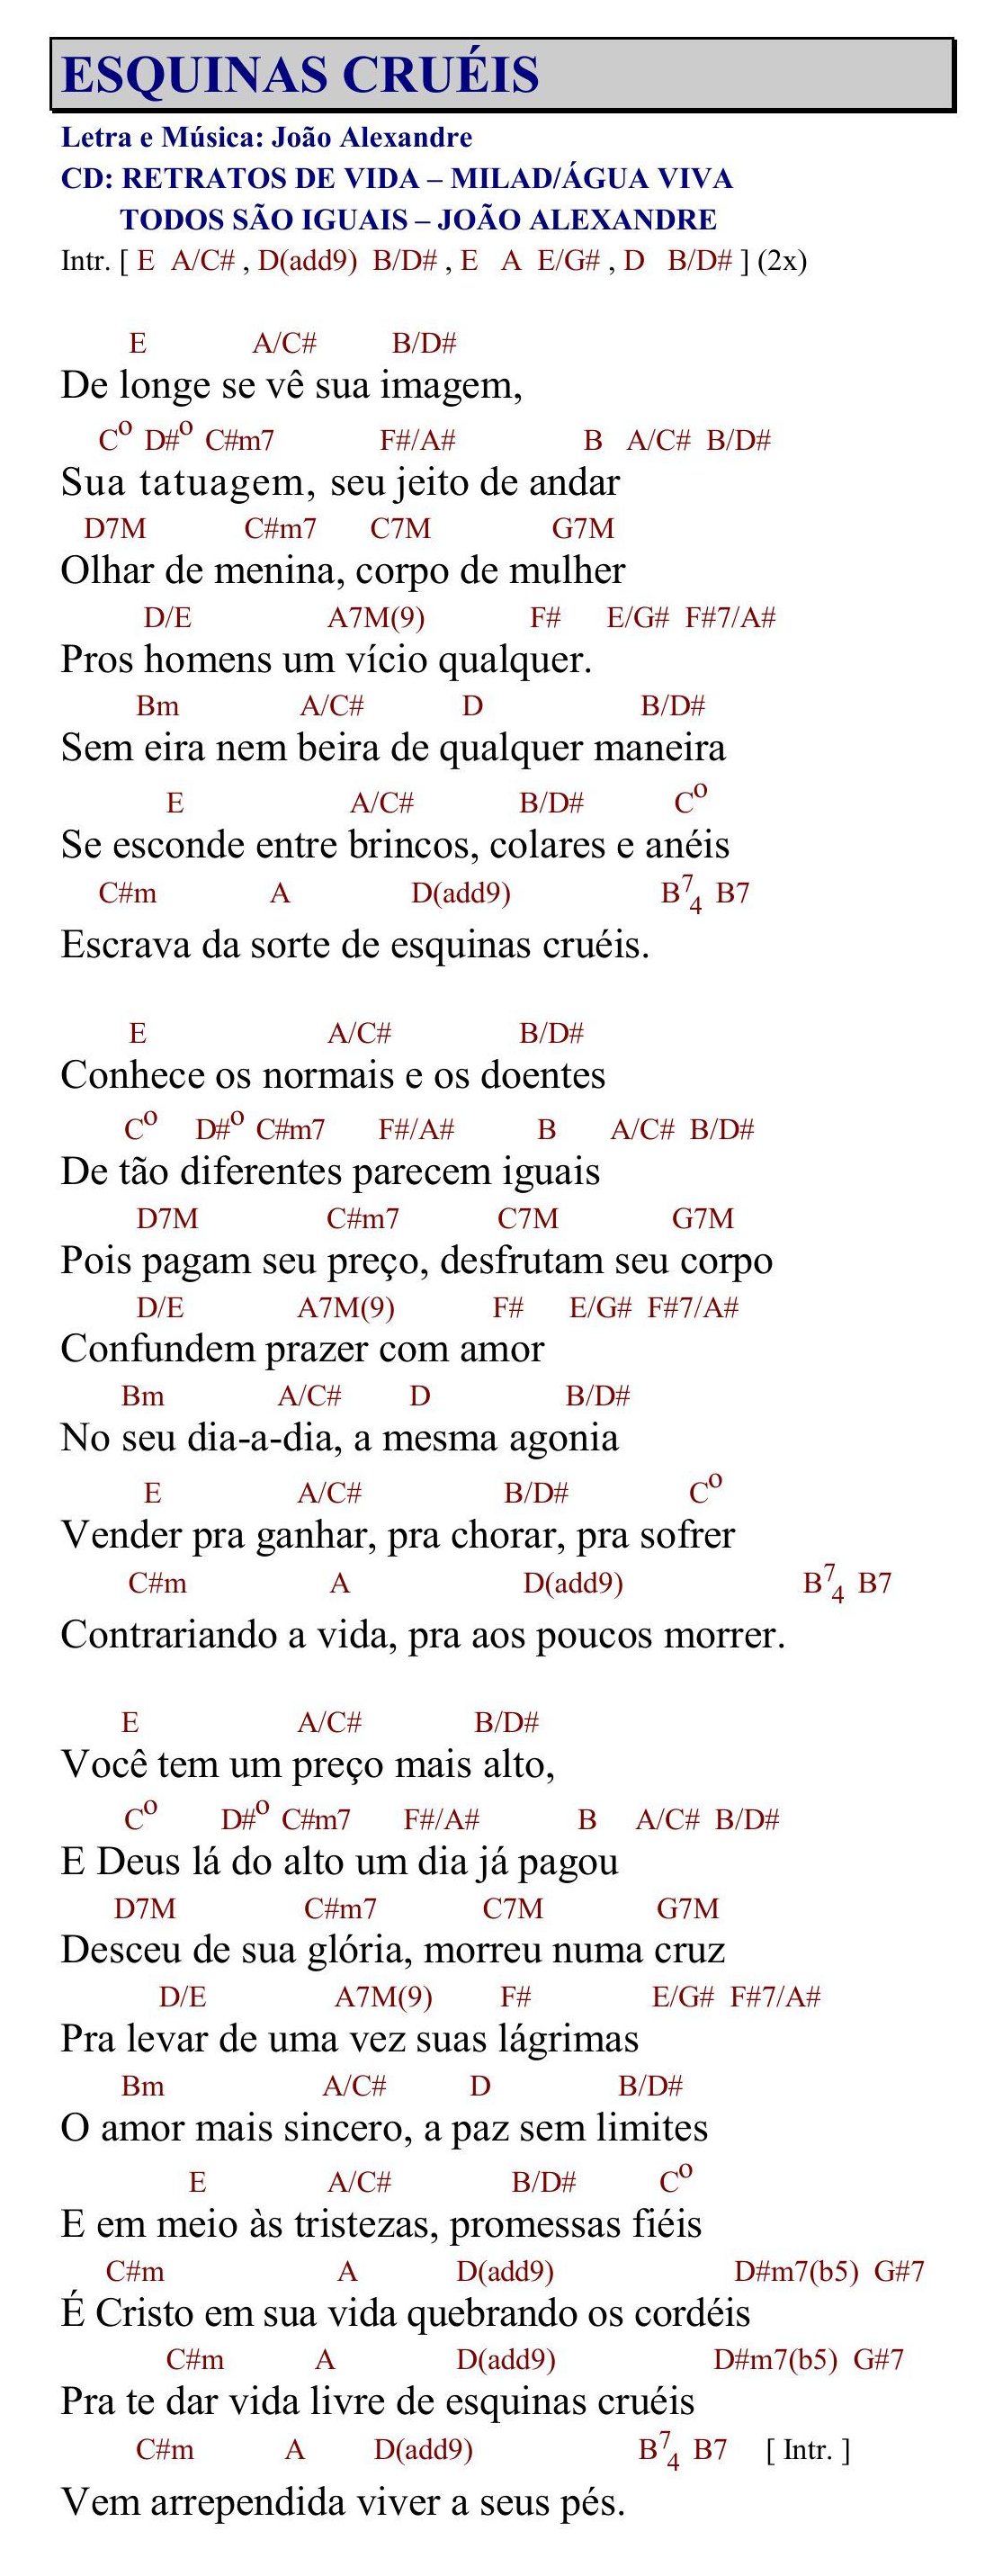 ESQUINAS CRUÉIS
Letra e Música: João Alexandre
CD: RETRATOS DE VIDA – MILAD/ÁGUA VIVA
TODOS SÃO IGUAIS – JOÃO ALEXANDRE
Intr. [ E A/C# , D(add9) B/D# , E A E/G# , D B/D# ] (2x)
E A/C# B/D#
De longe se vê sua imagem,
Cº D#º C#m7 F#/A# B A/C# B/D#
Sua tatuagem, seu jeito de andar
D7M C#m7 C7M G7M
Olhar de menina, corpo de mulher
D/E A7M(9) F# E/G# F#7/A#
Pros homens um vício qualquer.
Bm A/C# D B/D#
Sem eira nem beira de qualquer maneira
E A/C# B/D# Cº
Se esconde entre brincos, colares e anéis
C#m A D(add9) B⁷₄ B7
Escrava da sorte de esquinas cruéis.
E A/C# B/D#
Conhece os normais e os doentes
Cº D#º C#m7 F#/A# B A/C# B/D#
De tão diferentes parecem iguais
D7M C#m7 C7M G7M
Pois pagam seu preço, desfrutam seu corpo
D/E A7M(9) F# E/G# F#7/A#
Confundem prazer com amor
Bm A/C# D B/D#
No seu dia-a-dia, a mesma agonia
E A/C# B/D# Cº
Vender pra ganhar, pra chorar, pra sofrer
C#m A D(add9) B⁷₄ B7
Contrariando a vida, pra aos poucos morrer.
E A/C# B/D#
Você tem um preço mais alto,
Cº D#º C#m7 F#/A# B A/C# B/D#
E Deus lá do alto um dia já pagou
D7M C#m7 C7M G7M
Desceu de sua glória, morreu numa cruz
D/E A7M(9) F# E/G# F#7/A#
Pra levar de uma vez suas lágrimas
Bm A/C# D B/D#
O amor mais sincero, a paz sem limites
E A/C# B/D# Cº
E em meio às tristezas, promessas fiéis
C#m A D(add9) D#m7(b5) G#7
É Cristo em sua vida quebrando os cordéis
C#m A D(add9) D#m7(b5) G#7
Pra te dar vida livre de esquinas cruéis
C#m A D(add9) B⁷₄ B7 [ Intr. ]
Vem arrependida viver a seus pés.